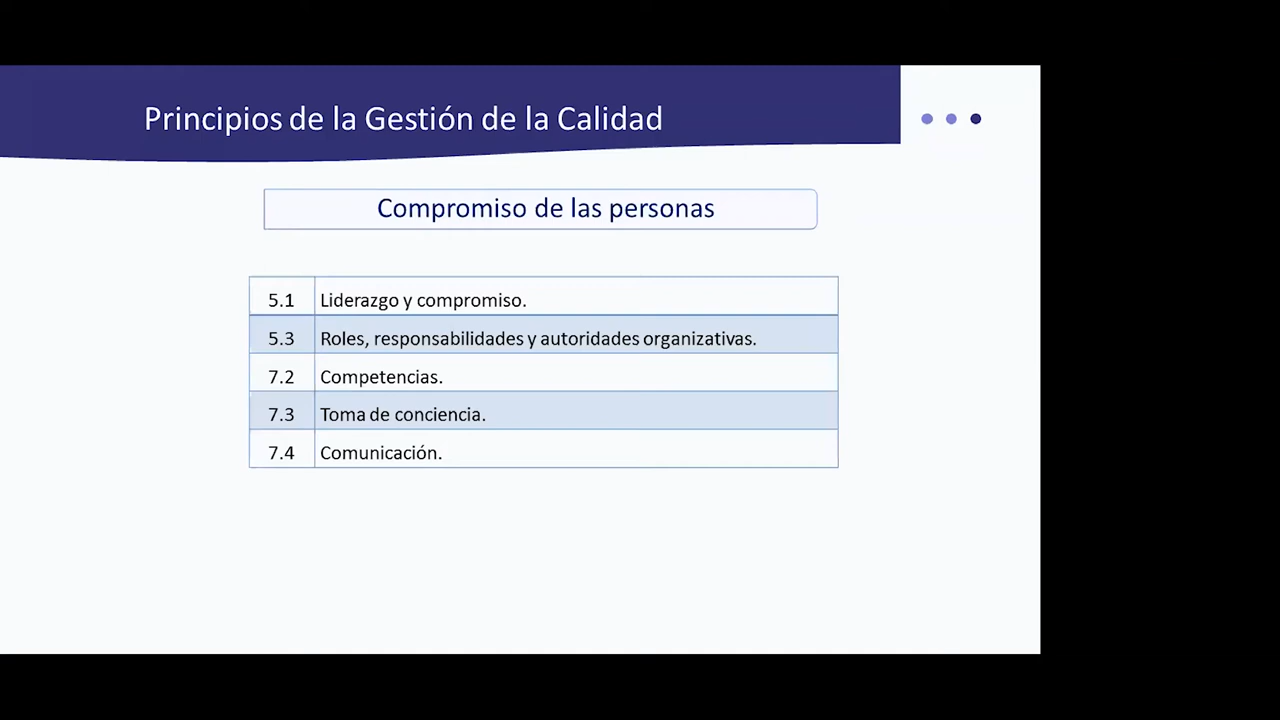 Principios de la Gestión de la Calidad
Compromiso de las personas
5.1 Liderazgo y compromiso.
5.3 Roles, responsabilidades y autoridades organizativas.
7.2 Competencias.
7.3 Toma de conciencia.
7.4 Comunicación.